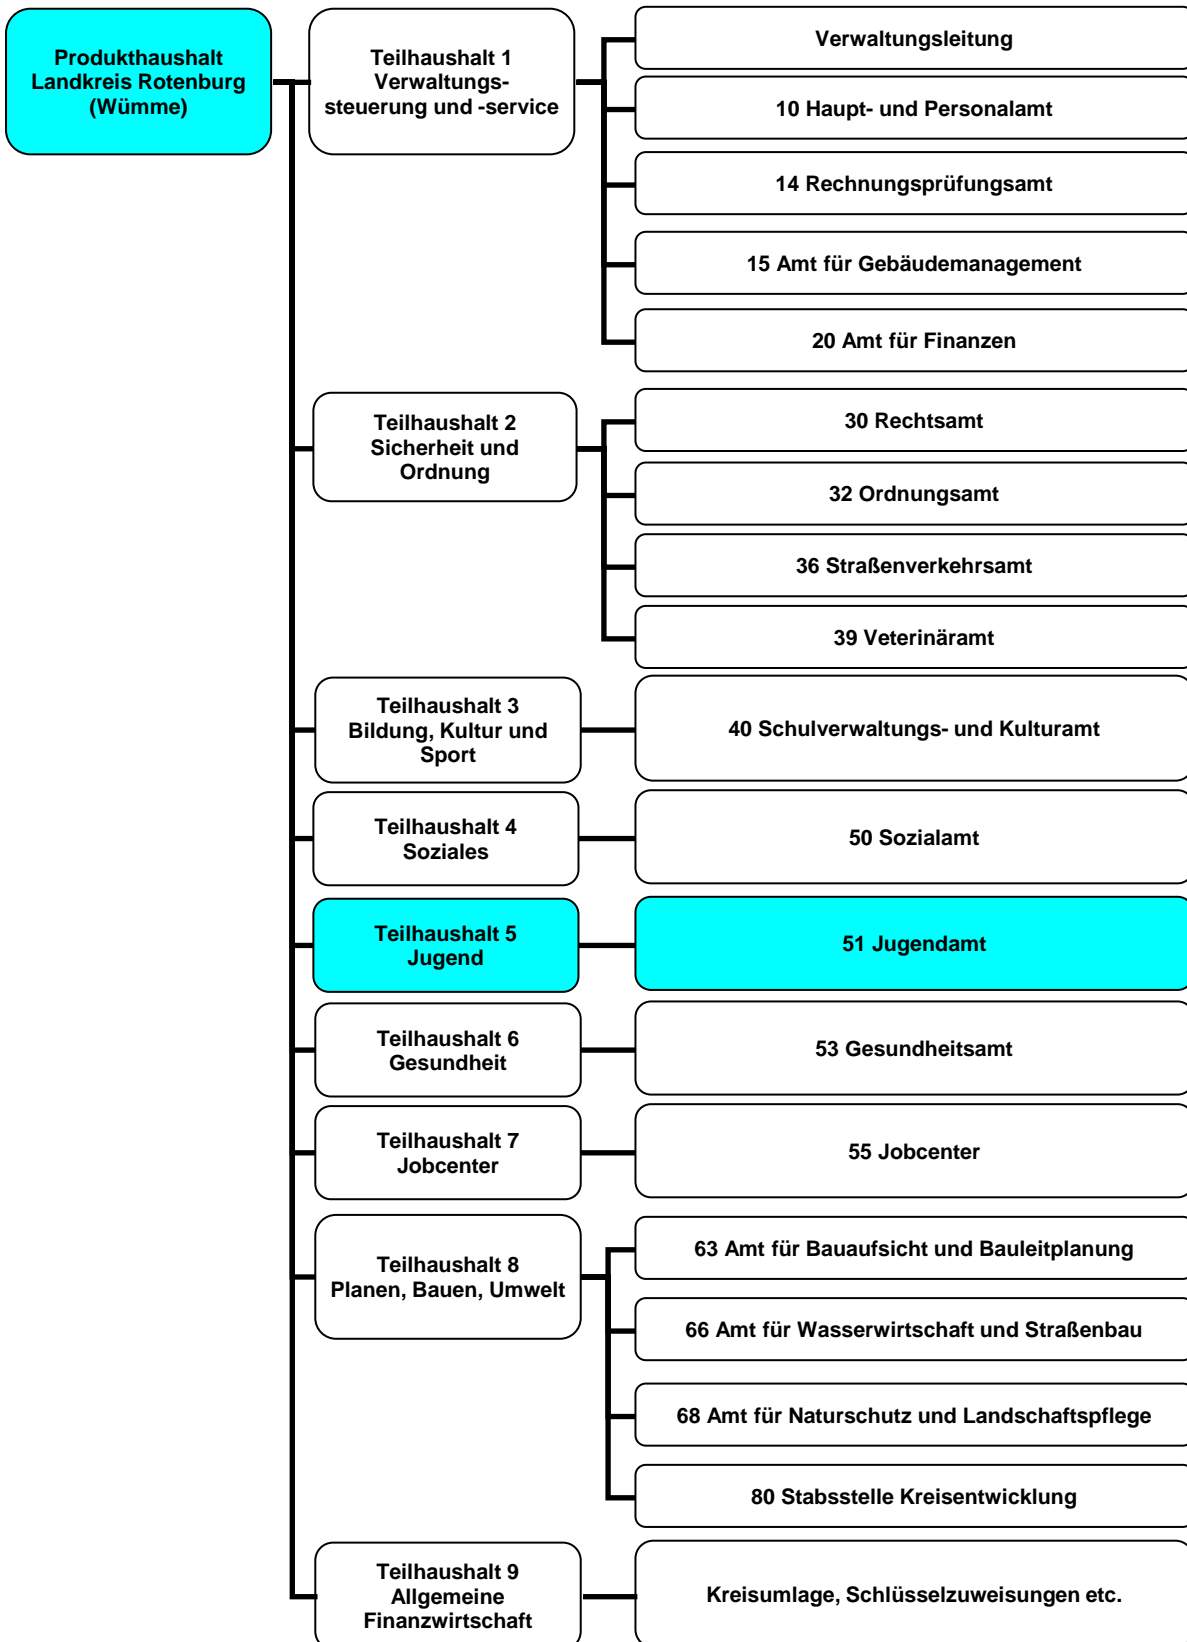 Produkthaushalt
Landkreis Rotenburg
(Wümme)
Teilhaushalt 1
Verwaltungs-
steuerung und -service
Verwaltungsleitung
10 Haupt- und Personalamt
14 Rechnungsprüfungsamt
15 Amt für Gebäudemanagement
20 Amt für Finanzen
Teilhaushalt 2
Sicherheit und
Ordnung
30 Rechtsamt
32 Ordnungsamt
36 Straßenverkehrsamt
39 Veterinäramt
Teilhaushalt 3
Bildung, Kultur und
Sport
40 Schulverwaltungs- und Kulturamt
Teilhaushalt 4
Soziales
50 Sozialamt
Teilhaushalt 5
Jugend
51 Jugendamt
Teilhaushalt 6
Gesundheit
53 Gesundheitsamt
Teilhaushalt 7
Jobcenter
55 Jobcenter
Teilhaushalt 8
Planen, Bauen, Umwelt
63 Amt für Bauaufsicht und Bauleitplanung
66 Amt für Wasserwirtschaft und Straßenbau
68 Amt für Naturschutz und Landschaftspflege
80 Stabsstelle Kreisentwicklung
Teilhaushalt 9
Allgemeine
Finanzwirtschaft
Kreisumlage, Schlüsselzuweisungen etc.